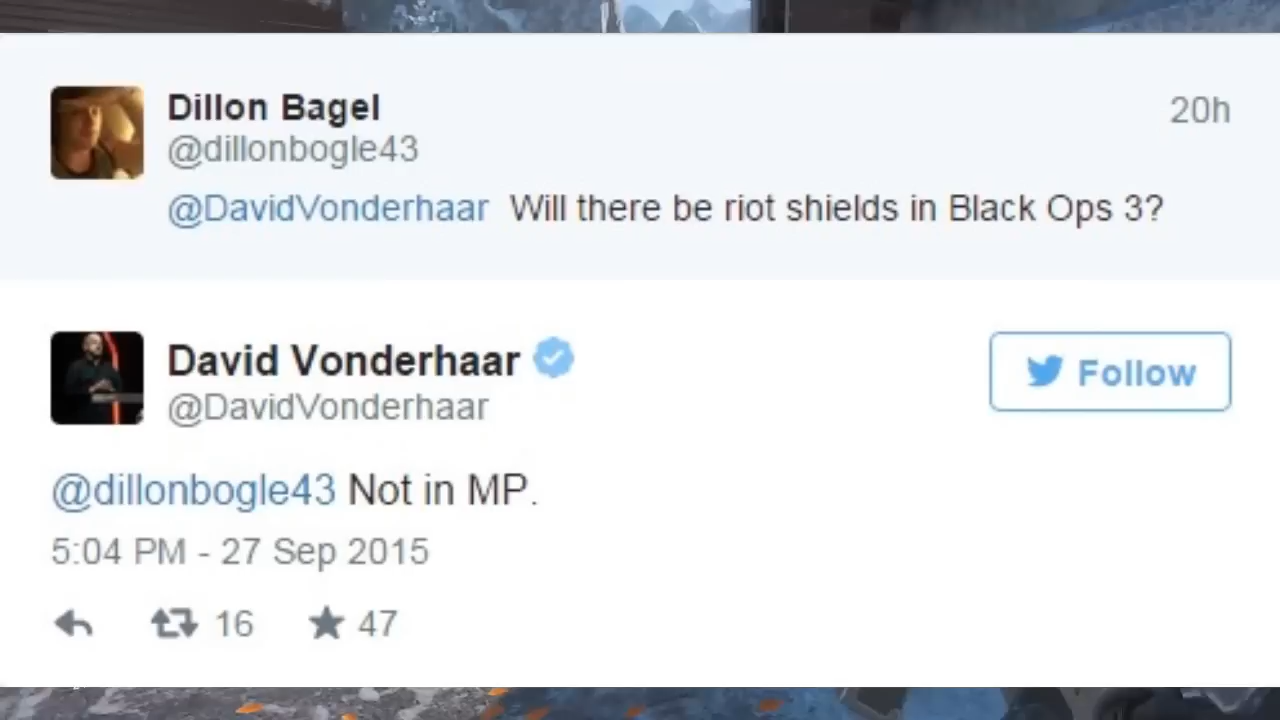 Dillon Bagel
20h
@dillonbogle43
@DavidVonderhaar Will there be riot shields in Black Ops 3?
David Vonderhaar
Follow
@DavidVonderhaar
@dillonbogle43 Not in MP.
5:04 PM - 27 Sep 2015
16 47